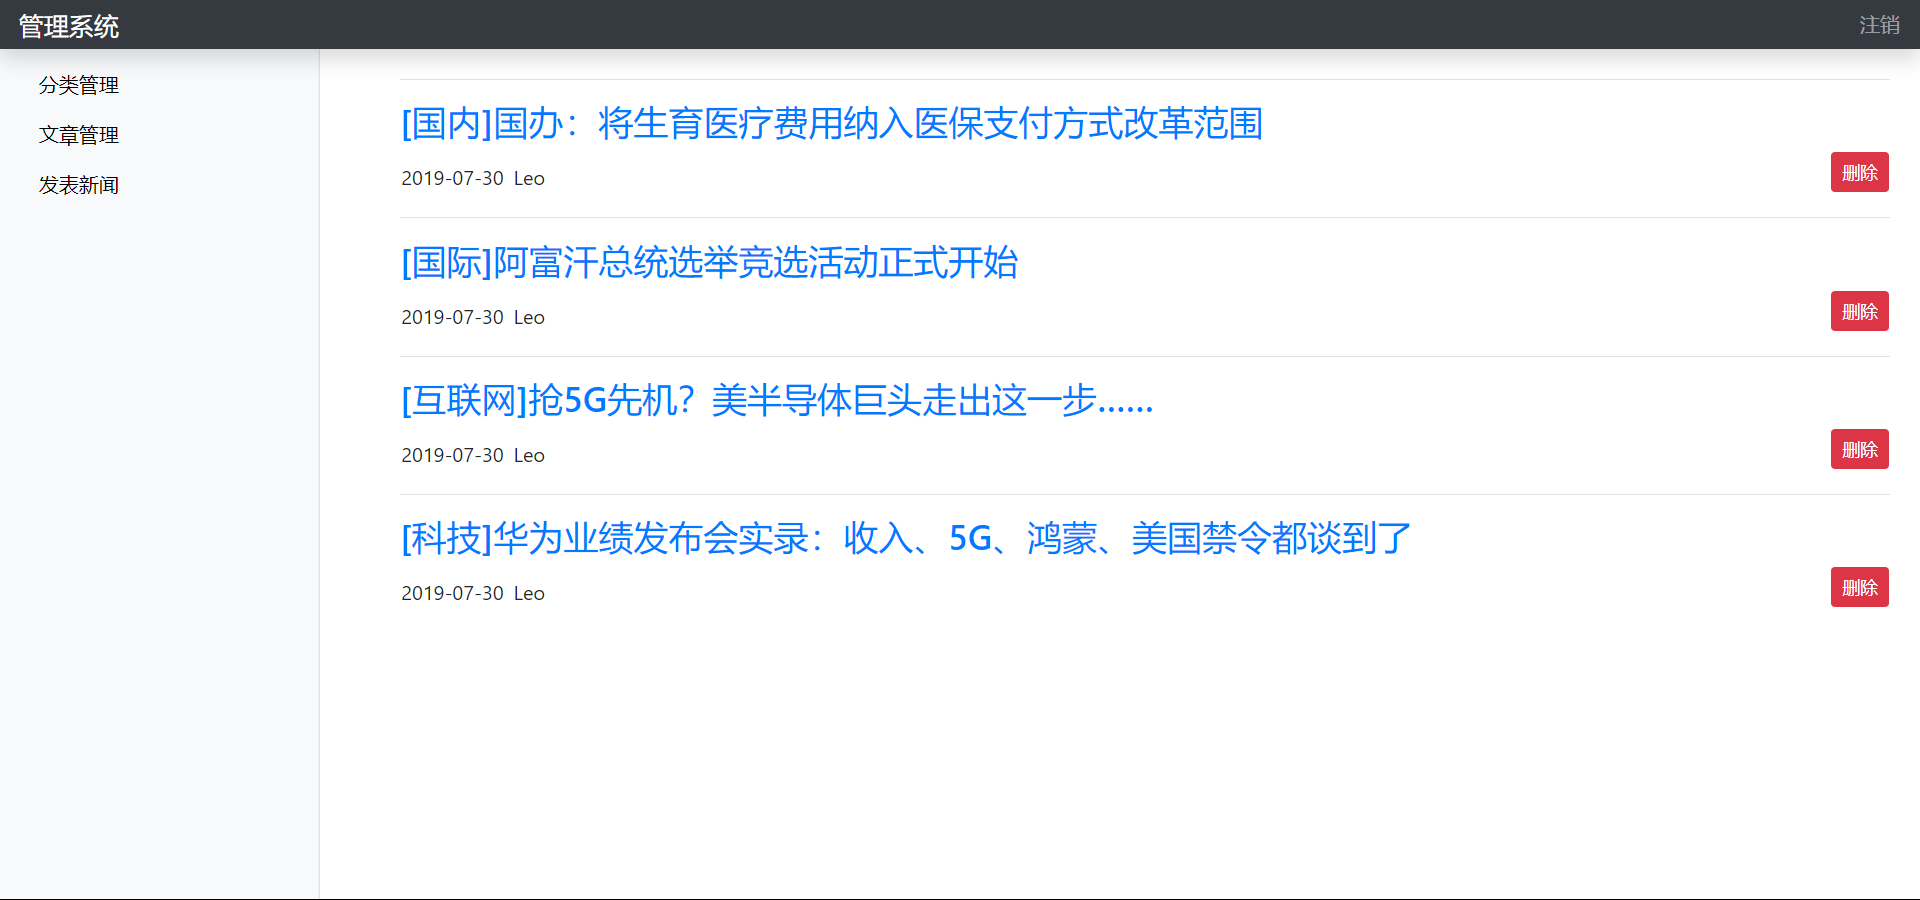 管理系统
注销
分类管理
文章管理
发表新闻
[国内]国办：将生育医疗费用纳入医保支付方式改革范围
2019-07-30 Leo
删除
[国际]阿富汗总统选举竞选活动正式开始
2019-07-30 Leo
删除
[互联网]抢5G先机？美半导体巨头走出这一步……
2019-07-30 Leo
删除
[科技]华为业绩发布会实录：收入、5G、鸿蒙、美国禁令都谈到了
2019-07-30 Leo
删除